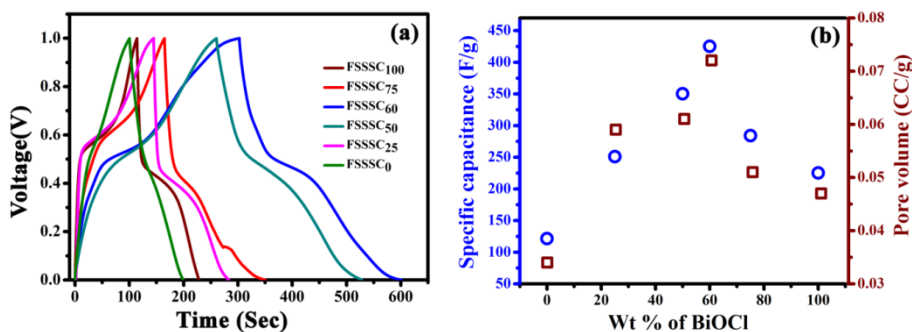 (a)
FSSSC100
FSSSC75
FSSSC60
FSSSC50
FSSSC25
FSSSC0
Voltage(V)
1.0
0.8
0.6
0.4
0.2
0.0
0 100 200 300 400 500 600
Time (Sec)
(b)
Specific capacitance (F/g)
450
400
350
300
250
200
150
100
50
0 20 40 60 80 100
Wt % of BiOCl
0.08
0.07
0.06
0.05
0.04
0.03
Pore volume (CC/g)